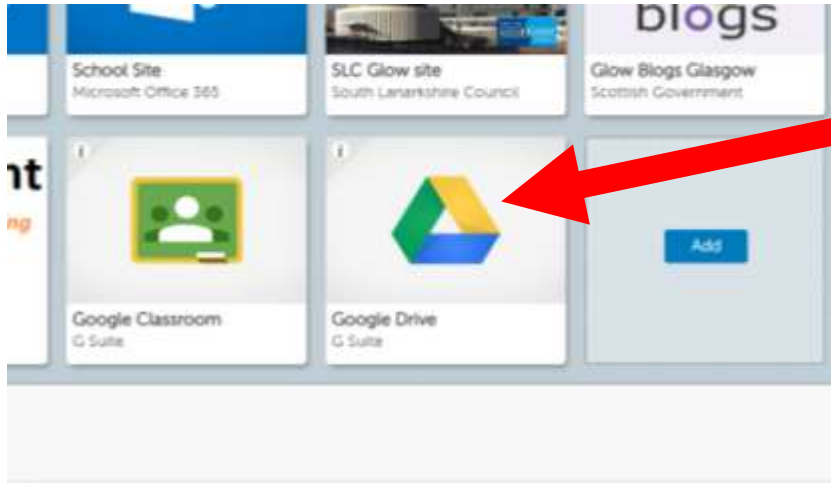 blogs
School Site
Microsoft Office 365
SLC Glow site
South Lanarkshire Council
Glow Blogs Glasgow
Scottish Government
nt
ng
i
i
Add
Google Classroom
G Suite
Google Drive
G Suite